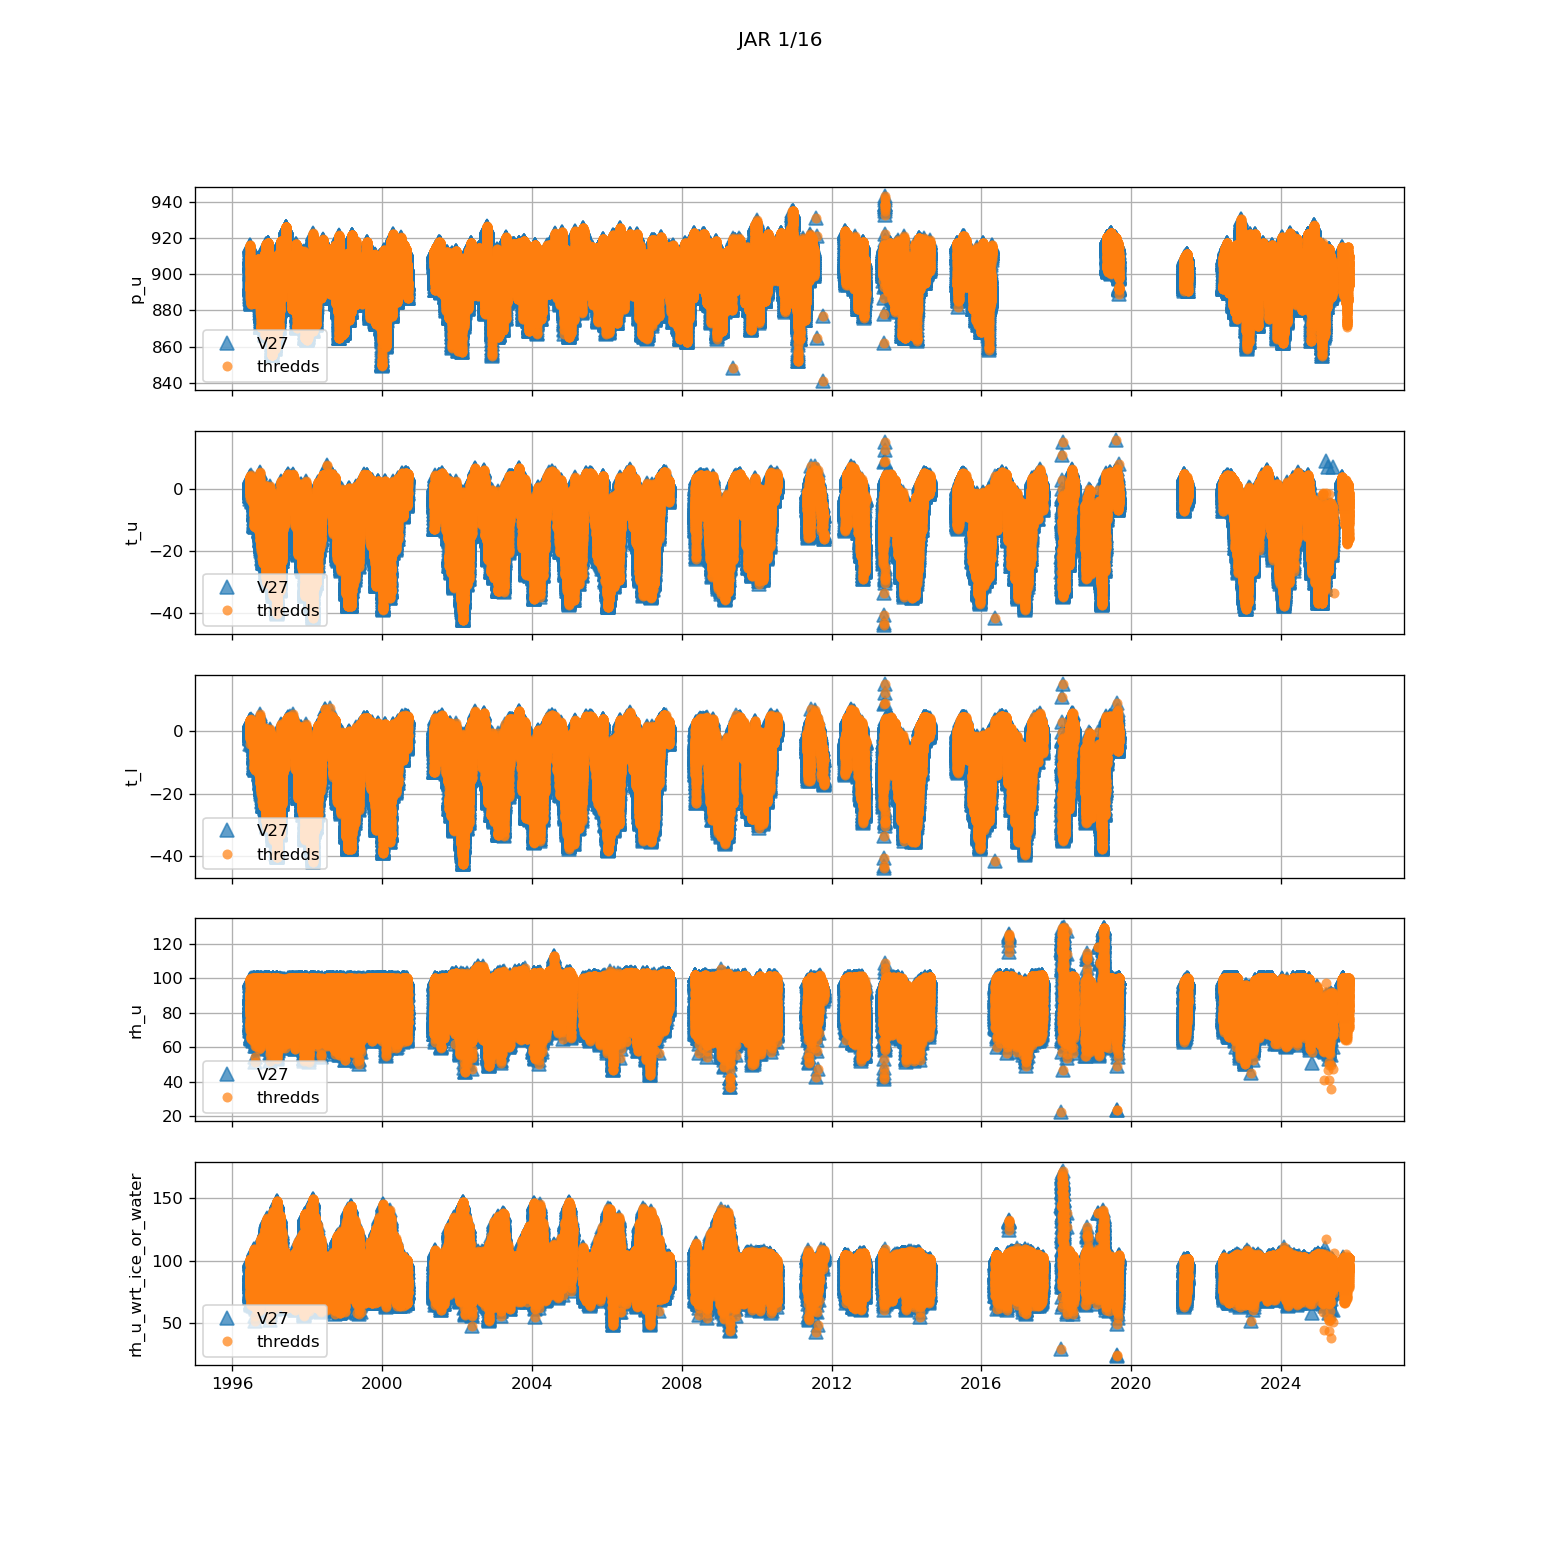 JAR 1/16
940
920
900
880
860
840
p_u
V27
thredds
0
−20
−40
t_u
V27
thredds
0
−20
−40
t_l
V27
thredds
120
100
80
60
40
20
rh_u
V27
thredds
150
100
50
rh_u_wrt_ice_or_water
V27
thredds
1996 2000 2004 2008 2012 2016 2020 2024